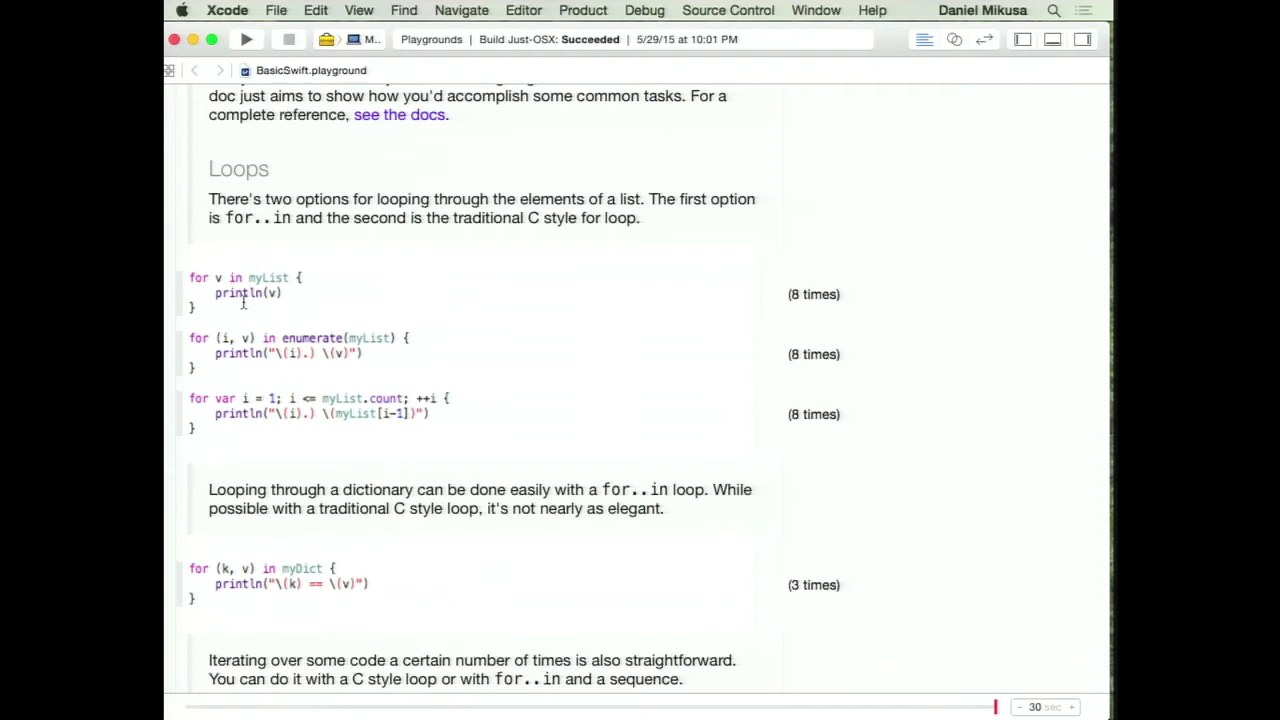 Xcode File Edit View Find Navigate Editor Product Debug Source Control Window Help Daniel Mikusa
M.. Playgrounds | Build Just-OSX: Succeeded | 5/29/15 at 10:01 PM
BasicSwift.playground
doc just aims to show how you'd accomplish some common tasks. For a
complete reference, see the docs.
Loops
There's two options for looping through the elements of a list. The first option
is for..in and the second is the traditional C style for loop.
for v in myList {
println(v)
}
(8 times)
for (i, v) in enumerate(myList) {
println("\(i).) \(v)")
}
(8 times)
for var i = 1; i <= myList.count; ++i {
println("\(i).) \(myList[i-1])")
}
(8 times)
Looping through a dictionary can be done easily with a for..in loop. While
possible with a traditional C style loop, it's not nearly as elegant.
for (k, v) in myDict {
println("\(k) == \(v)")
}
(3 times)
Iterating over some code a certain number of times is also straightforward.
You can do it with a C style loop or with for..in and a sequence.
- 30 sec +